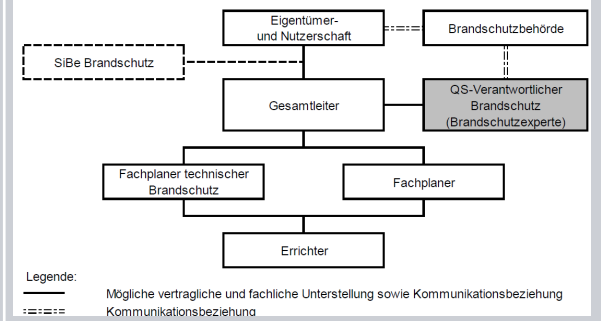 Eigentümer-
und Nutzerschaft
Brandschutzbehörde
SiBe Brandschutz
Gesamtleiter
QS-Verantwortlicher
Brandschutz
(Brandschutzexperte)
Fachplaner technischer
Brandschutz
Fachplaner
Errichter
Legende:
Mögliche vertragliche und fachliche Unterstellung sowie Kommunikationsbeziehung
Kommunikationsbeziehung